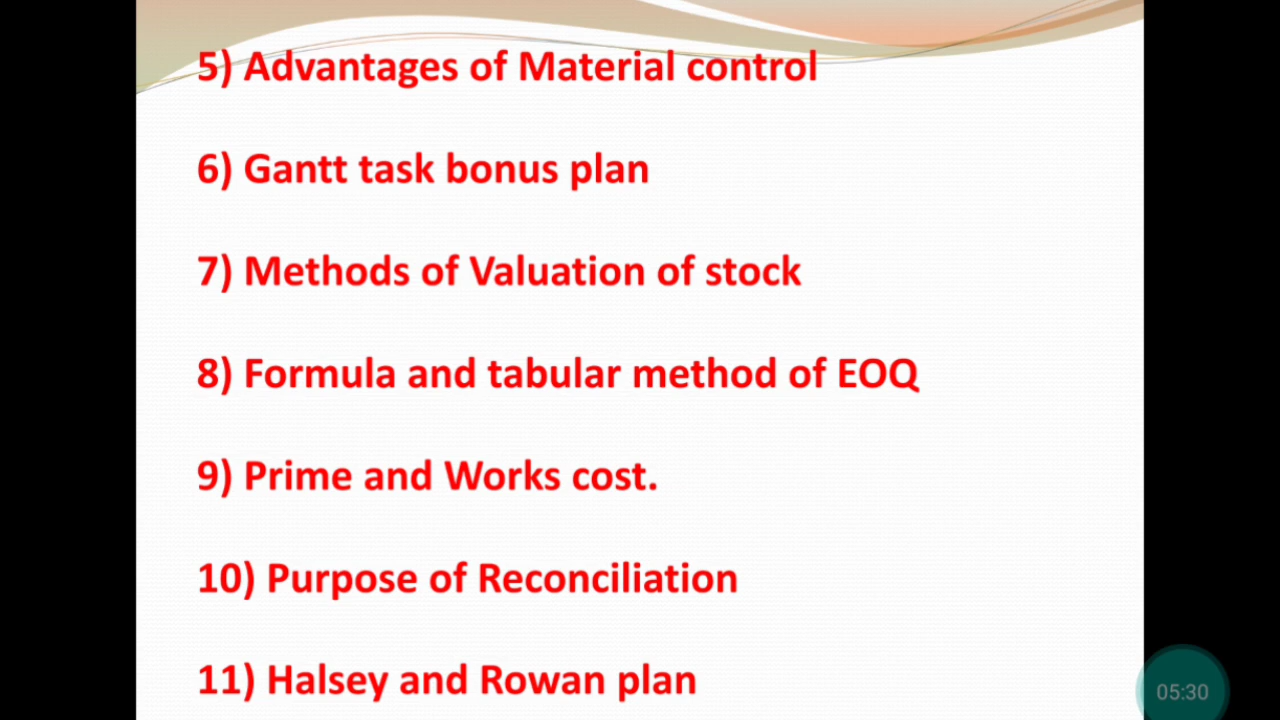 5) Advantages of Material control
6) Gantt task bonus plan
7) Methods of Valuation of stock
8) Formula and tabular method of EOQ
9) Prime and Works cost.
10) Purpose of Reconciliation
11) Halsey and Rowan plan
05:30